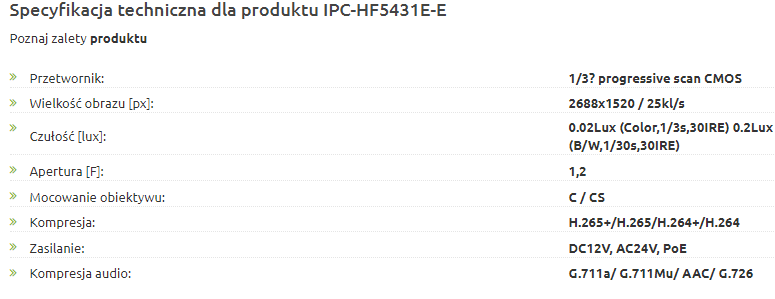 Specyfikacja techniczna dla produktu IPC-HF5431E-E
Poznaj zalety produktu
Przetwornik: 1/3? progressive scan CMOS
Wielkość obrazu [px]: 2688x1520 / 25kl/s
Czułość [lux]: 0.02Lux (Color,1/3s,30IRE) 0.2Lux
(B/W,1/30s,30IRE)
Apertura [F]: 1,2
Mocowanie obiektywu: C / CS
Kompresja: H.265+/H.265/H.264+/H.264
Zasilanie: DC12V, AC24V, PoE
Kompresja audio: G.711a/ G.711Mu/ AAC/ G.726